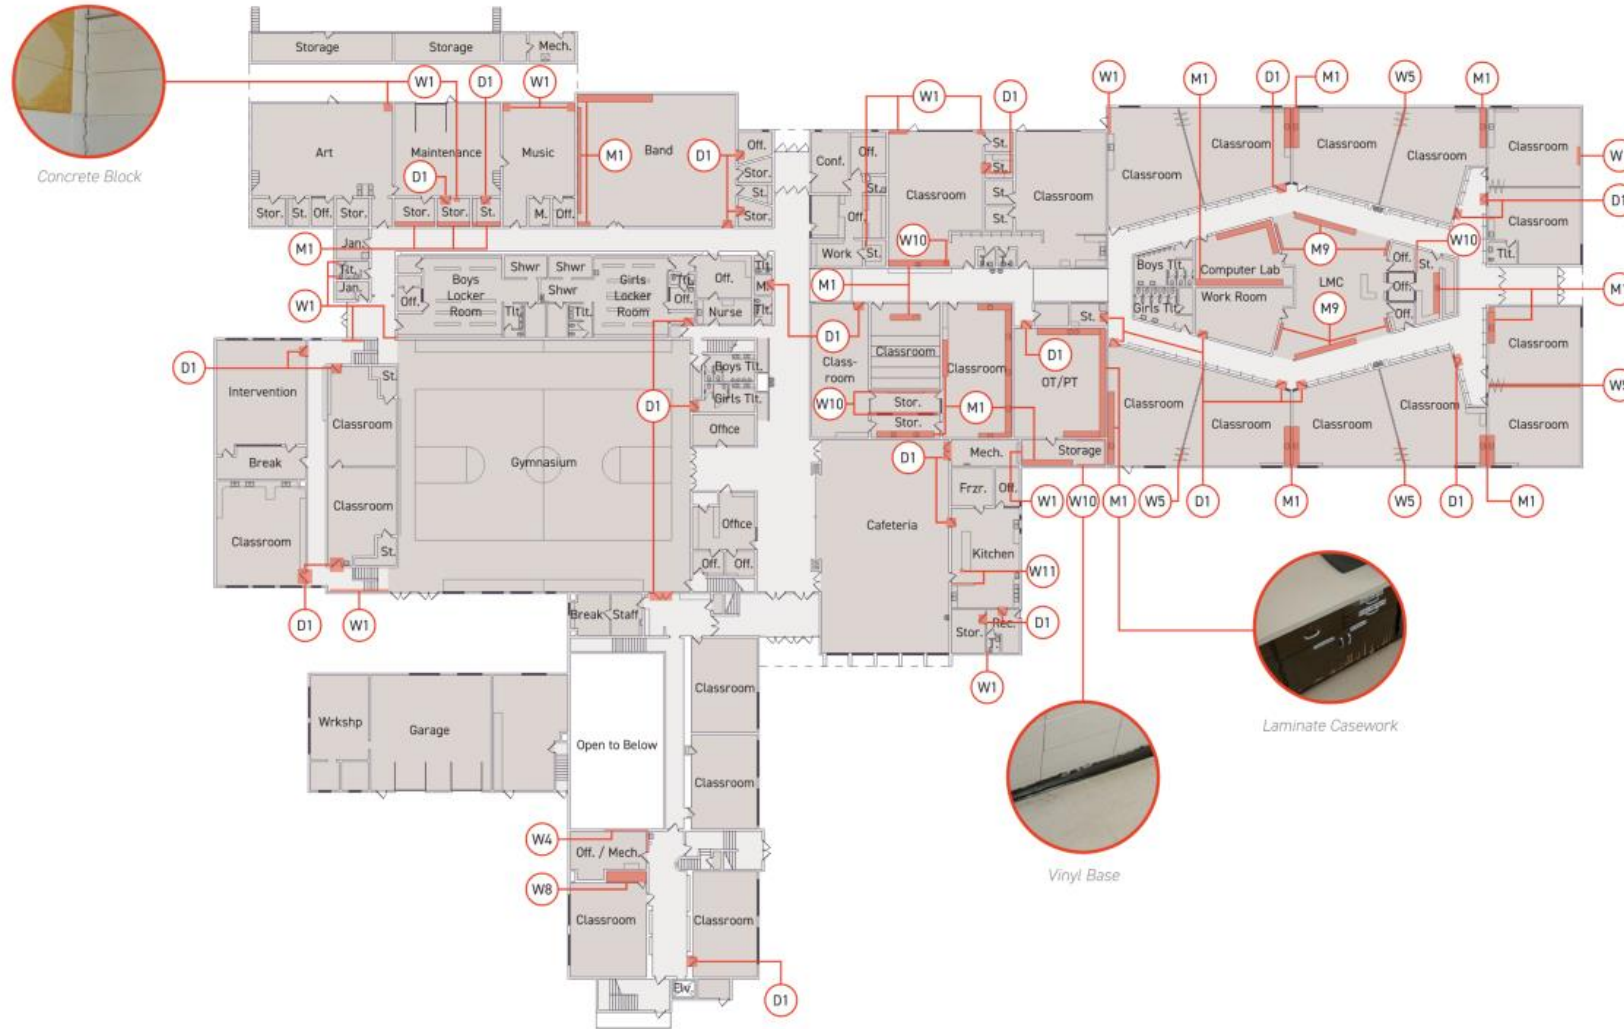 Storage
Storage
Mech.
W1
D1
W1
Concrete Block
Art
Maintenance
Music
Band
M1
D1
D1
Off.
Stor.
St.
Stor.
Stor.
St.
Off.
Stor.
Stor.
Stor.
St.
M.
Off.
M1
W1
Jan.
Tlt.
Jan.
Off.
Boys
Locker
Room
Shwr
Shwr
Shwr
Tlt.
Tlt.
Girls
Locker
Room
Off.
Off.
Nurse
Tlt.
M.
Tlt.
W1
D1
Conf.
Off.
St.
Off.
Work
St.
Classroom
St.
St.
St.
St.
Classroom
W10
M1
D1
W1
M1
D1
M1
W5
M1
Classroom
Classroom
Classroom
Classroom
Classroom
Classroom
W
D1
M9
W10
Boys Tlt.
Girls Tlt.
Computer Lab
Work Room
LMC
M9
Off.
Off.
Off.
St.
Tlt.
M1
D1
Intervention
Break
Classroom
St.
Classroom
Classroom
St.
D1
W1
Gymnasium
D1
Boys Tlt.
Girls Tlt.
Office
Office
Off.
Off.
Class-
room
Classroom
Stor.
Stor.
W10
Classroom
M1
D1
OT/PT
St.
Storage
Classroom
Classroom
Classroom
Classroom
Classroom
Classroom
W5
D1
Cafeteria
Mech.
Frzr.
Off.
Kitchen
W11
Stor.
Rec.
D1
W1
W1
W10
M1
W5
D1
M1
W5
D1
M1
Laminate Casework
Vinyl Base
Break
Staff
Wrkshp
Garage
Open to Below
Classroom
Classroom
W4
Off. / Mech.
W8
Classroom
Classroom
Elv.
D1